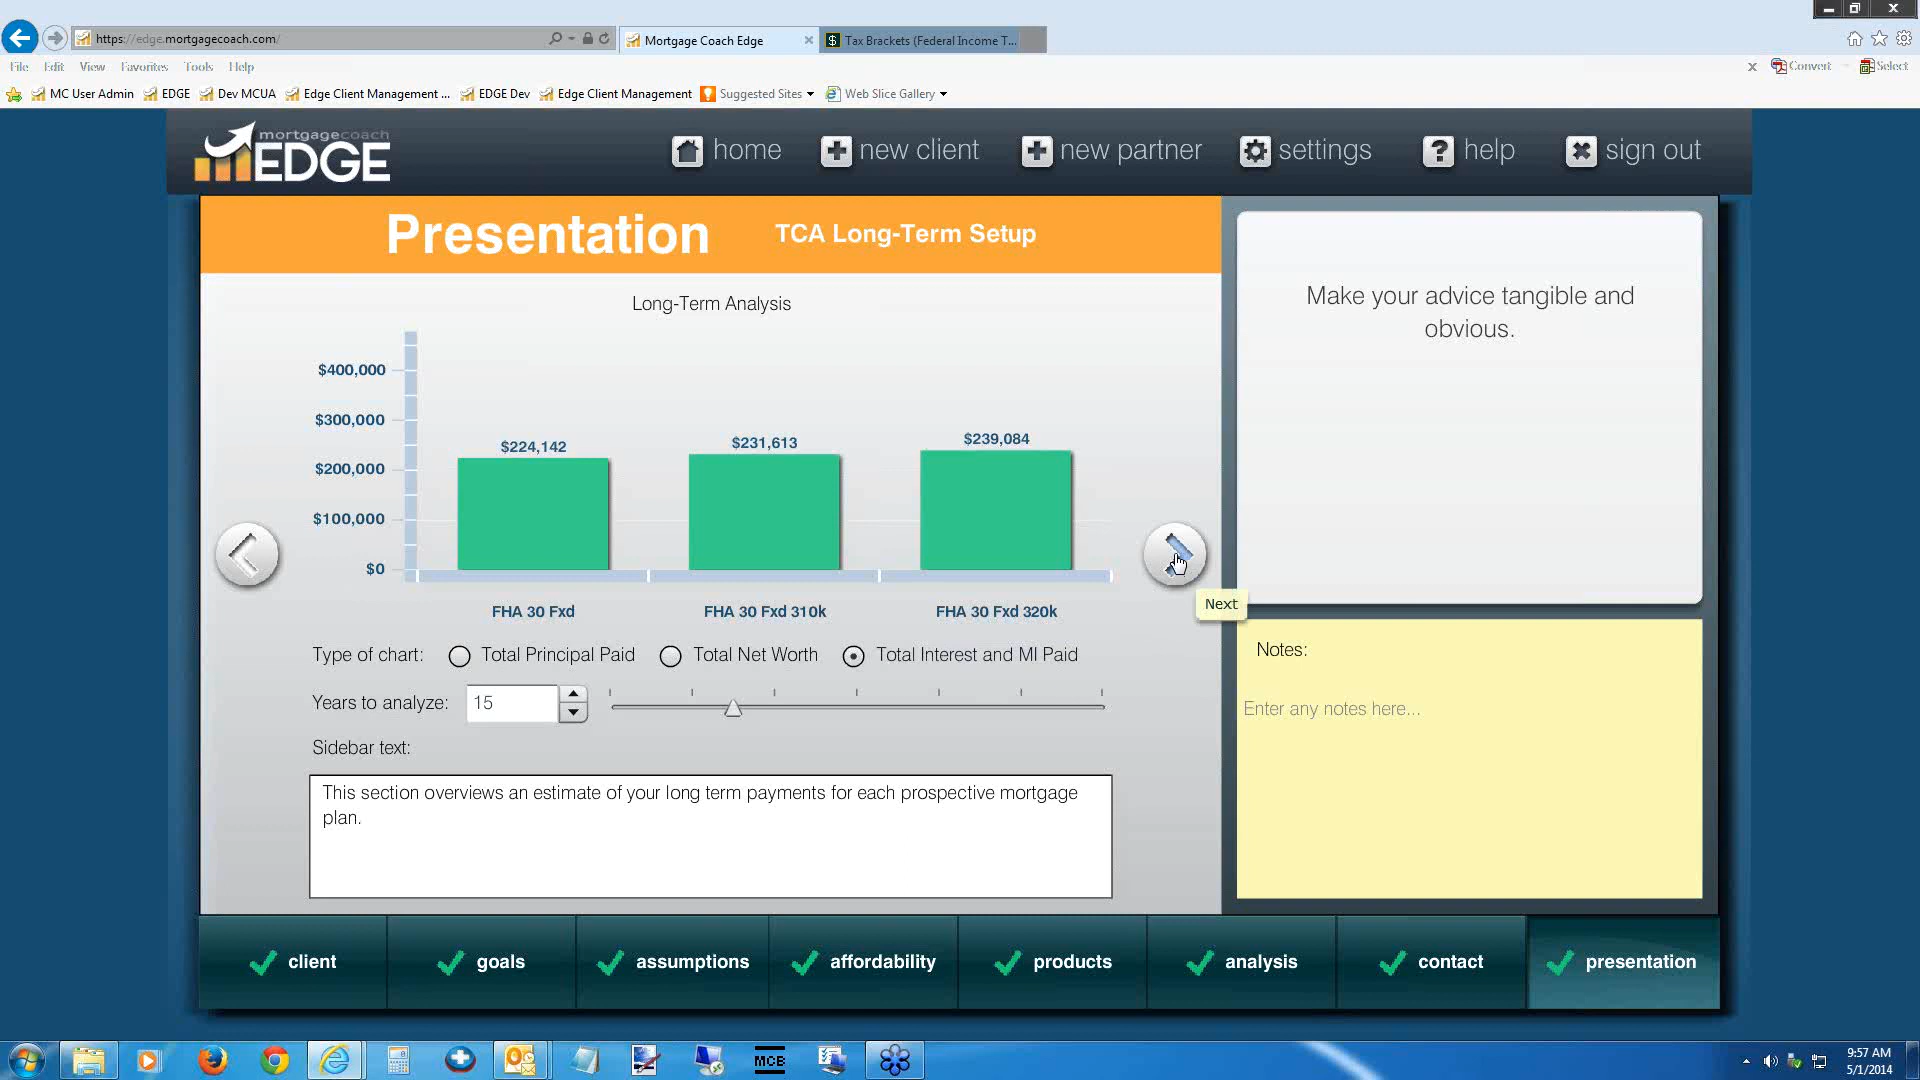 https://edge.mortgagecoach.com/
Mortgage Coach Edge
Tax Brackets (Federal Income T...
File Edit View Favorites Tools Help
Convert
Select
MC User Admin
EDGE
Dev MCUA
Edge Client Management ...
EDGE Dev
Edge Client Management
Suggested Sites
Web Slice Gallery
mortgagecoach
EDGE
home
new client
new partner
settings
help
sign out
Presentation
TCA Long-Term Setup
Make your advice tangible and
obvious.
Long-Term Analysis
$400,000
$300,000
$200,000
$100,000
$0
$224,142
$231,613
$239,084
FHA 30 Fxd
FHA 30 Fxd 310k
FHA 30 Fxd 320k
Next
Type of chart:
Total Principal Paid
Total Net Worth
Total Interest and MI Paid
Years to analyze:
15
Sidebar text:
This section overviews an estimate of your long term payments for each prospective mortgage
plan.
Notes:
Enter any notes here...
client
goals
assumptions
affordability
products
analysis
contact
presentation
MCB
9:57 AM
5/1/2014